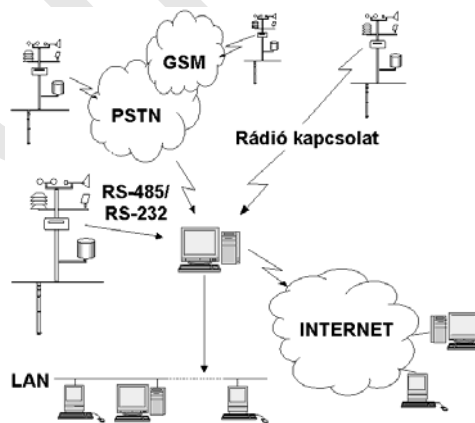 GSM
PSTN
Rádió kapcsolat
RS-485/
RS-232
INTERNET
LAN